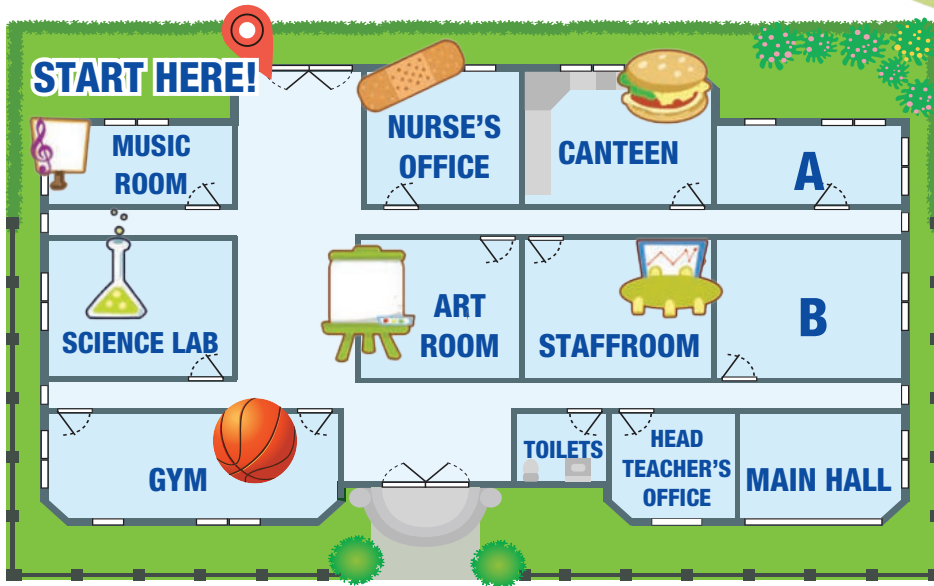 START HERE!
MUSIC
ROOM
NURSE'S
OFFICE
CANTEEN
A
SCIENCE LAB
ART
ROOM
STAFFROOM
B
GYM
TOILETS
HEAD
TEACHER'S
OFFICE
MAIN HALL